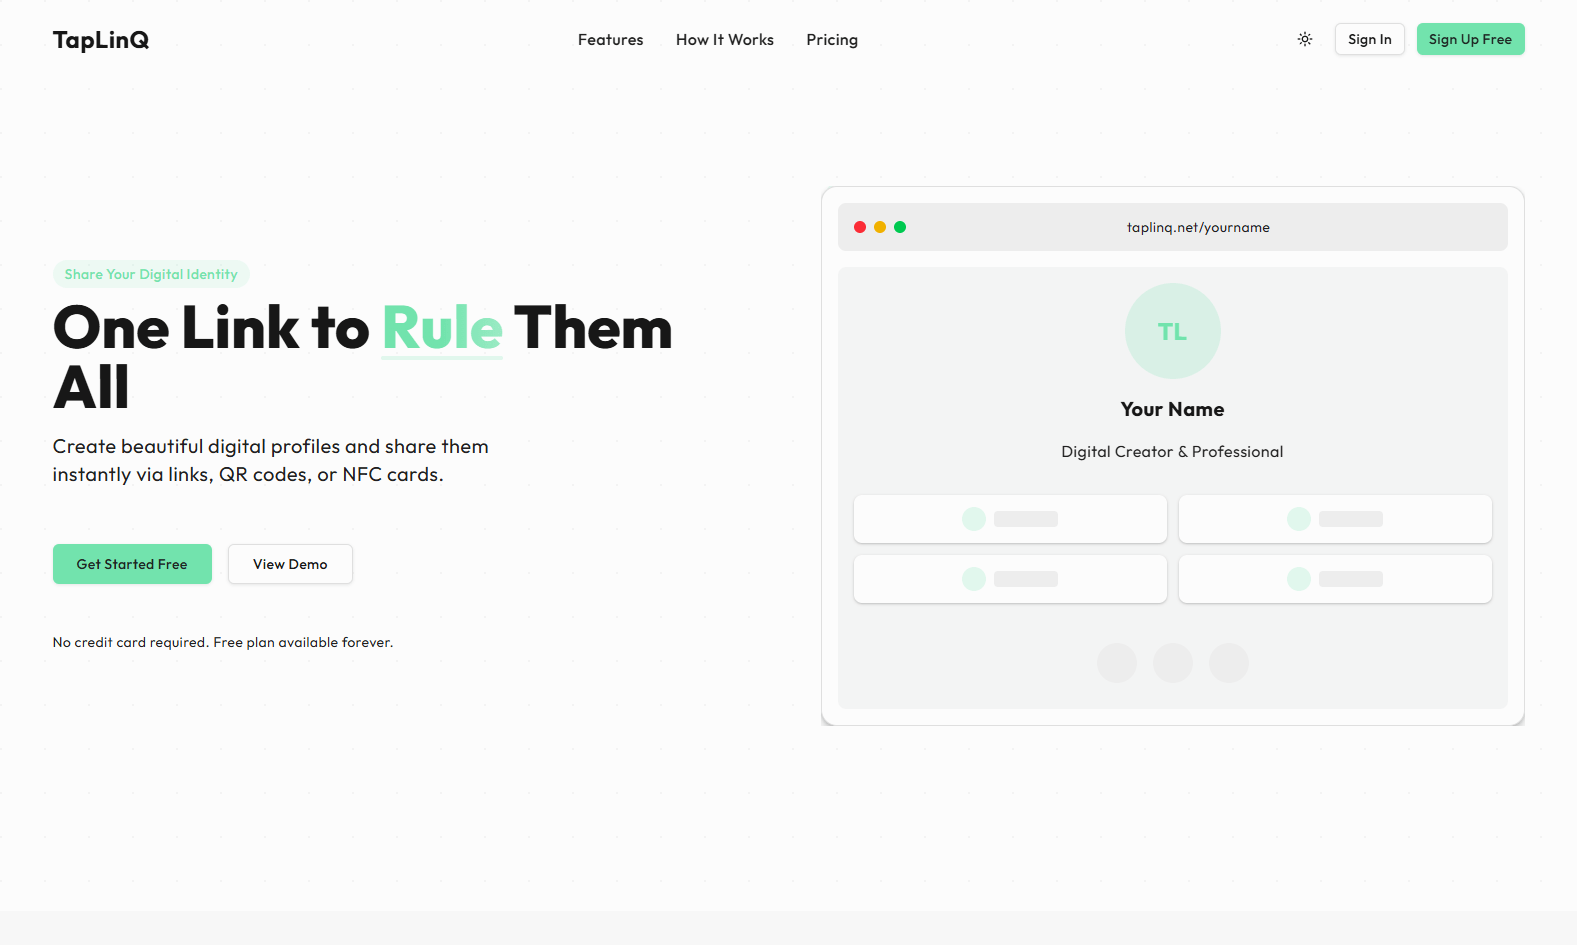 TapLinQ
Features
How It Works
Pricing
Sign In
Sign Up Free
Share Your Digital Identity
One Link to Rule Them
All
Create beautiful digital profiles and share them
instantly via links, QR codes, or NFC cards.
Get Started Free
View Demo
No credit card required. Free plan available forever.
taplinq.net/yourname
TL
Your Name
Digital Creator & Professional